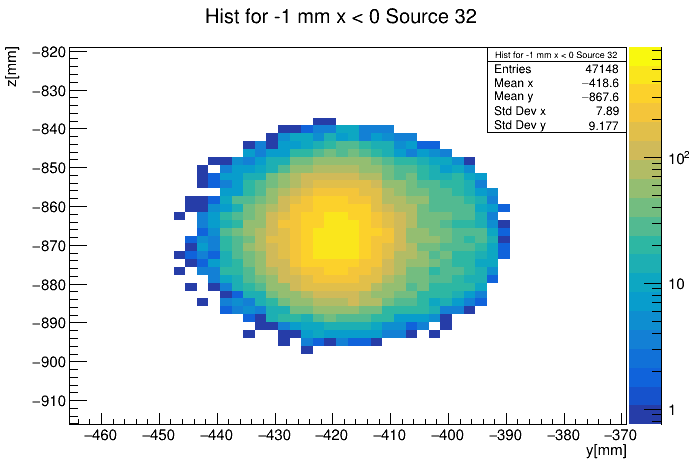 Hist for -1 mm x < 0 Source 32
z[mm]
−820
−830
−840
−850
−860
−870
−880
−890
−900
−910
Hist for -1 mm x < 0 Source 32
Entries 47148
Mean x −418.6
Mean y −867.6
Std Dev x 7.89
Std Dev y 9.177
10²
10
1
−460 −450 −440 −430 −420 −410 −400 −390 −380 −370
y[mm]